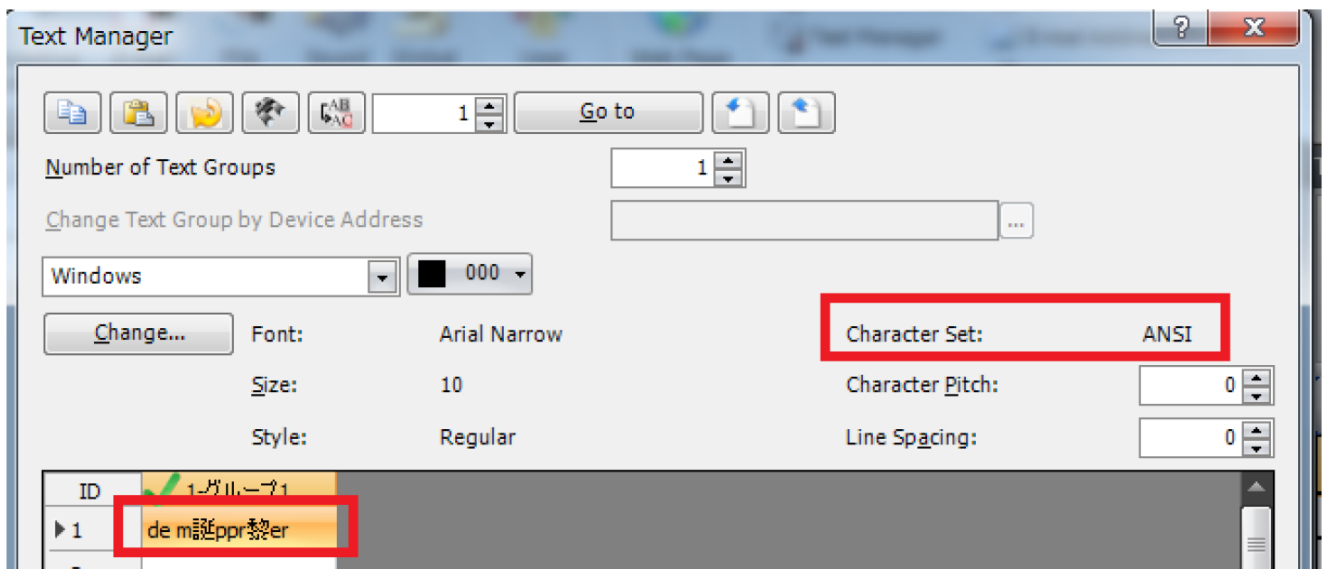 Text Manager
1 Go to
Number of Text Groups 1
Change Text Group by Device Address ...
Windows 000
Change... Font: Arial Narrow Character Set: ANSI
Size: 10 Character Pitch: 0
Style: Regular Line Spacing: 0
ID 1-グループ1
1 de m誕ppr黎er